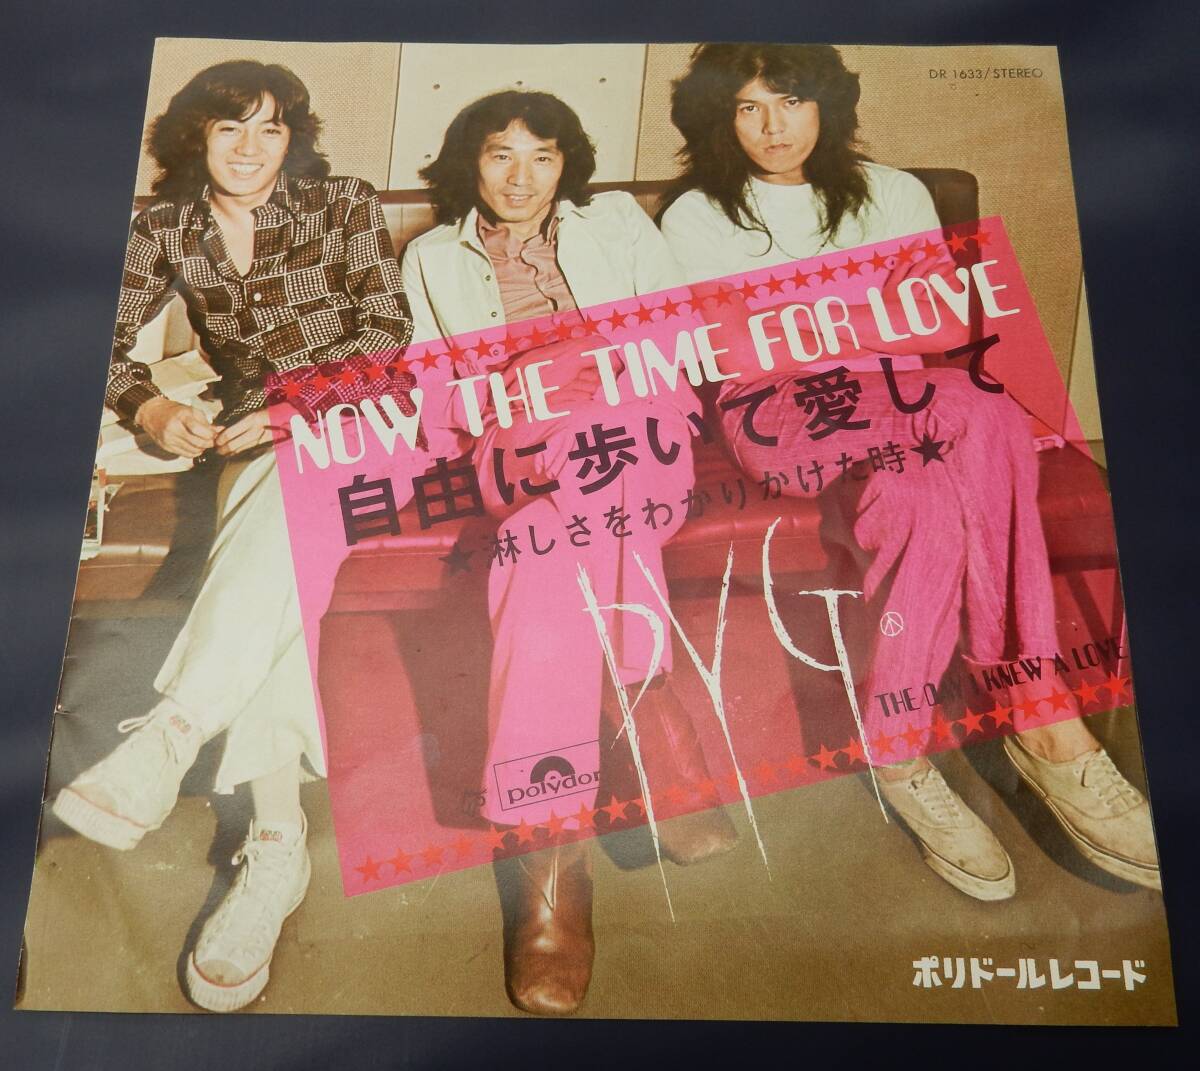 DR 1633/STEREO
NOW THE TIME FOR LOVE
自由に歩いて愛して
★淋しさをわかりかけた時★
PYG
THE DAY I KNEW A LOVE
polydor
ポリドールレコード